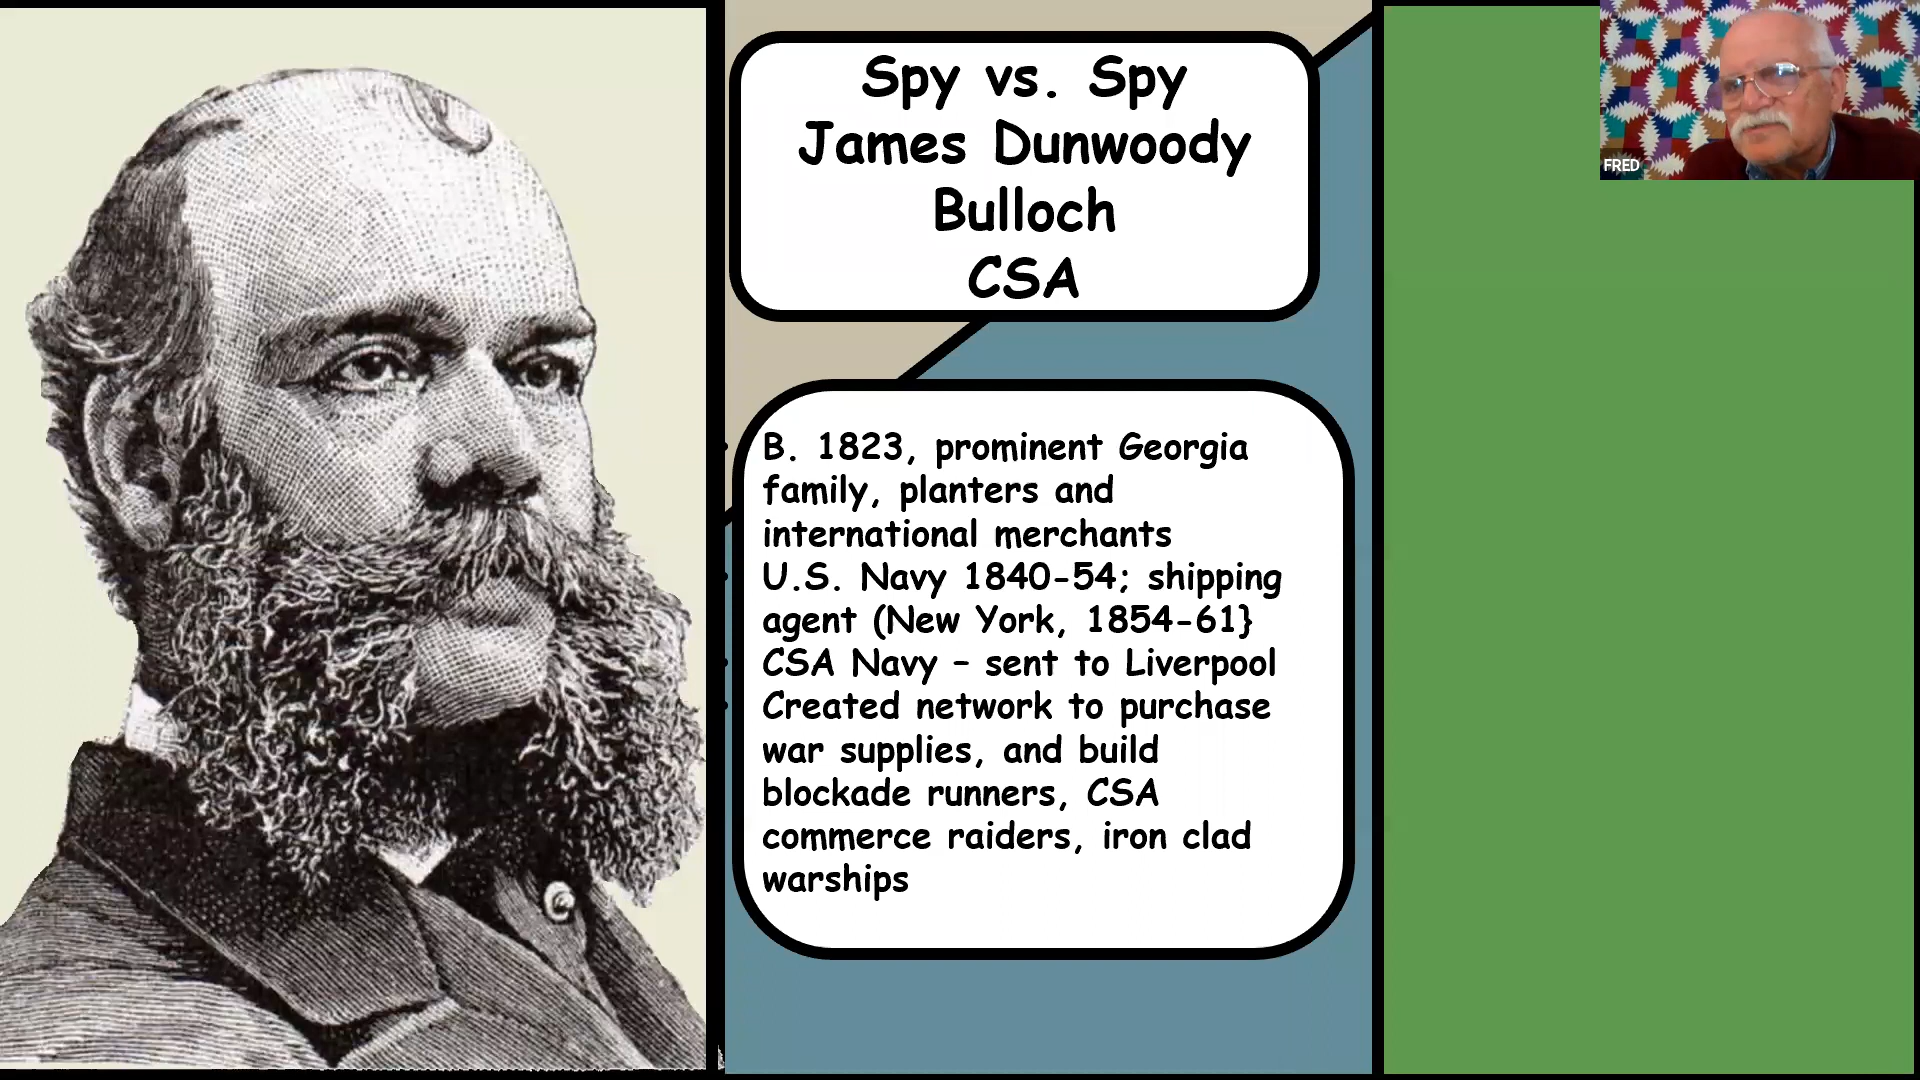 Spy vs. Spy
James Dunwoody
Bulloch
CSA
FRED
B. 1823, prominent Georgia
family, planters and
international merchants
U.S. Navy 1840-54; shipping
agent (New York, 1854-61}
CSA Navy – sent to Liverpool
Created network to purchase
war supplies, and build
blockade runners, CSA
commerce raiders, iron clad
warships